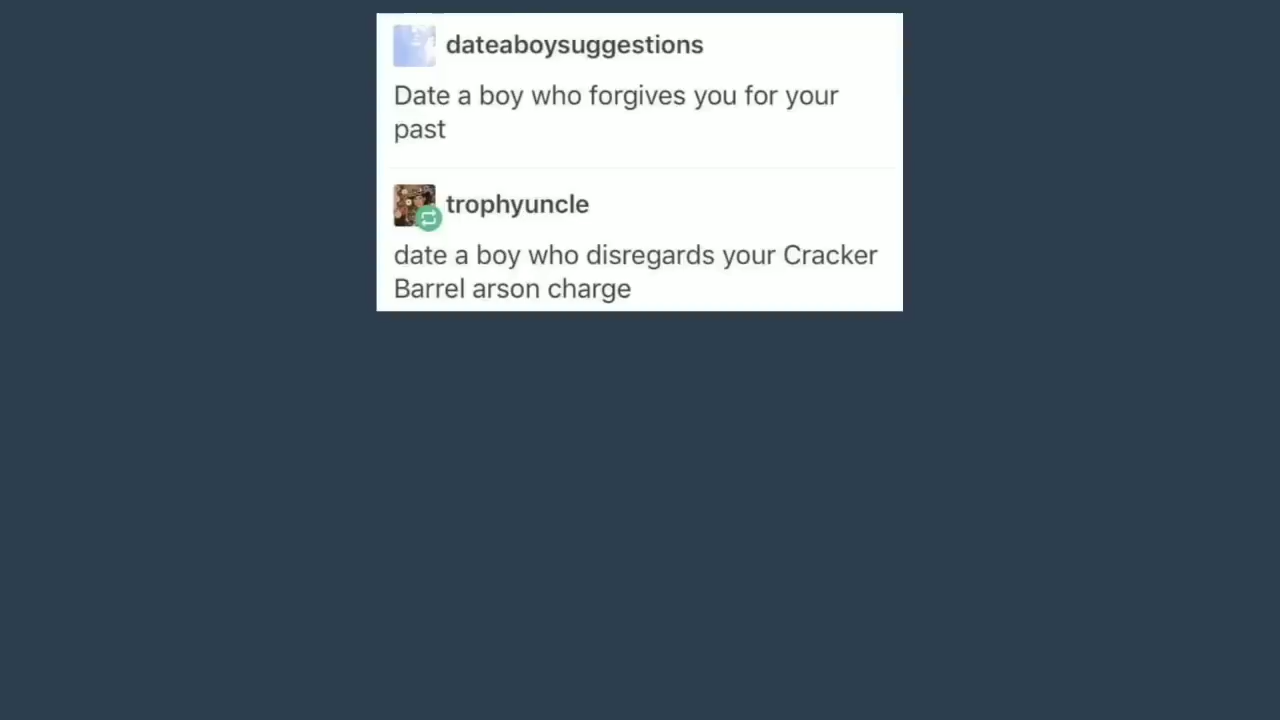 dateaboysuggestions
Date a boy who forgives you for your
past
trophyuncle
date a boy who disregards your Cracker
Barrel arson charge